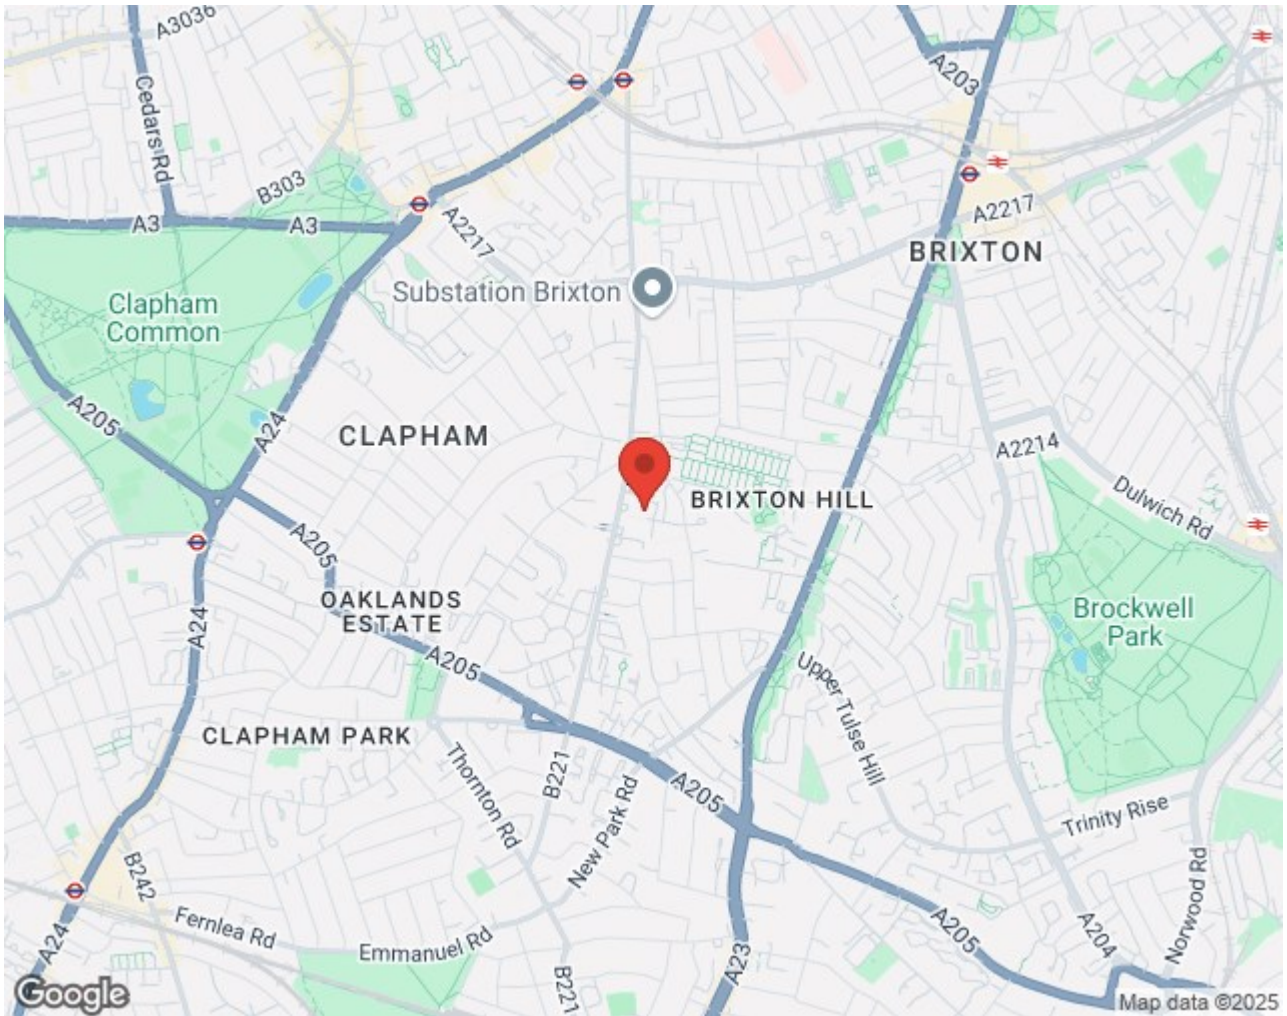 A3036
Cedars Rd
A203
B303
A3
A3
A2217
A2217
BRIXTON
Substation Brixton
Clapham
Common
A205
A24
CLAPHAM
A2214
BRIXTON HILL
Dulwich Rd
A205
OAKLANDS
ESTATE
A24
Brockwell
Park
A205
Upper Tulse Hill
CLAPHAM PARK
Thornton Rd
B221
New Park Rd
A205
Trinity Rise
B242
Norwood Rd
Fernlea Rd
Emmanuel Rd
A24
B221
A23
A205
A204
Google
Map data ©2025